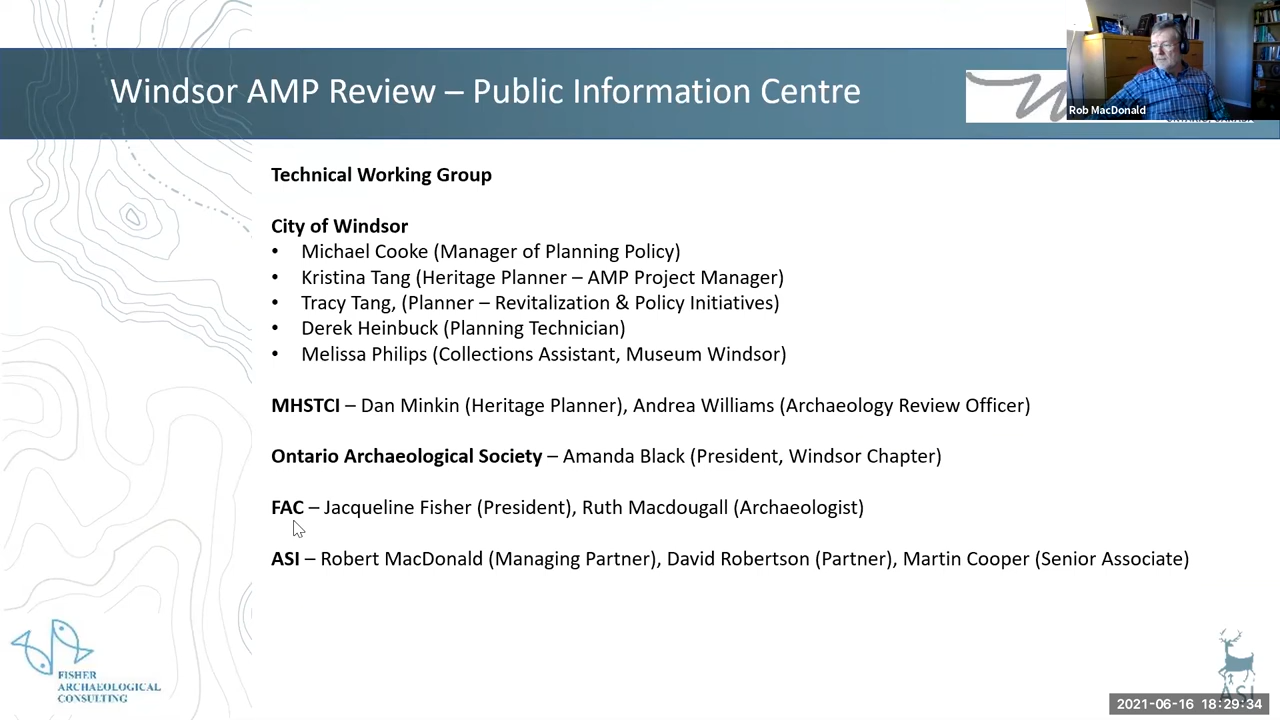 Windsor AMP Review – Public Information Centre
Rob MacDonald
Technical Working Group
City of Windsor
• Michael Cooke (Manager of Planning Policy)
• Kristina Tang (Heritage Planner – AMP Project Manager)
• Tracy Tang, (Planner – Revitalization & Policy Initiatives)
• Derek Heinbuck (Planning Technician)
• Melissa Philips (Collections Assistant, Museum Windsor)
MHSTCI – Dan Minkin (Heritage Planner), Andrea Williams (Archaeology Review Officer)
Ontario Archaeological Society – Amanda Black (President, Windsor Chapter)
FAC – Jacqueline Fisher (President), Ruth Macdougall (Archaeologist)
ASI – Robert MacDonald (Managing Partner), David Robertson (Partner), Martin Cooper (Senior Associate)
FISHER
ARCHAEOLOGICAL
CONSULTING
ASI
2021-06-16 18:29:34